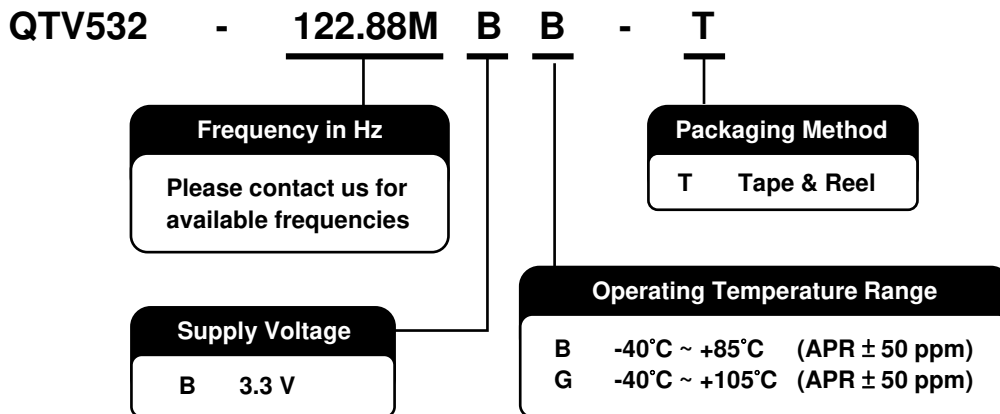 QTV532 - 122.88M B B - T
Frequency in Hz
Please contact us for
available frequencies
Packaging Method
T Tape & Reel
Supply Voltage
B 3.3 V
Operating Temperature Range
B -40°C ~ +85°C (APR ± 50 ppm)
G -40°C ~ +105°C (APR ± 50 ppm)